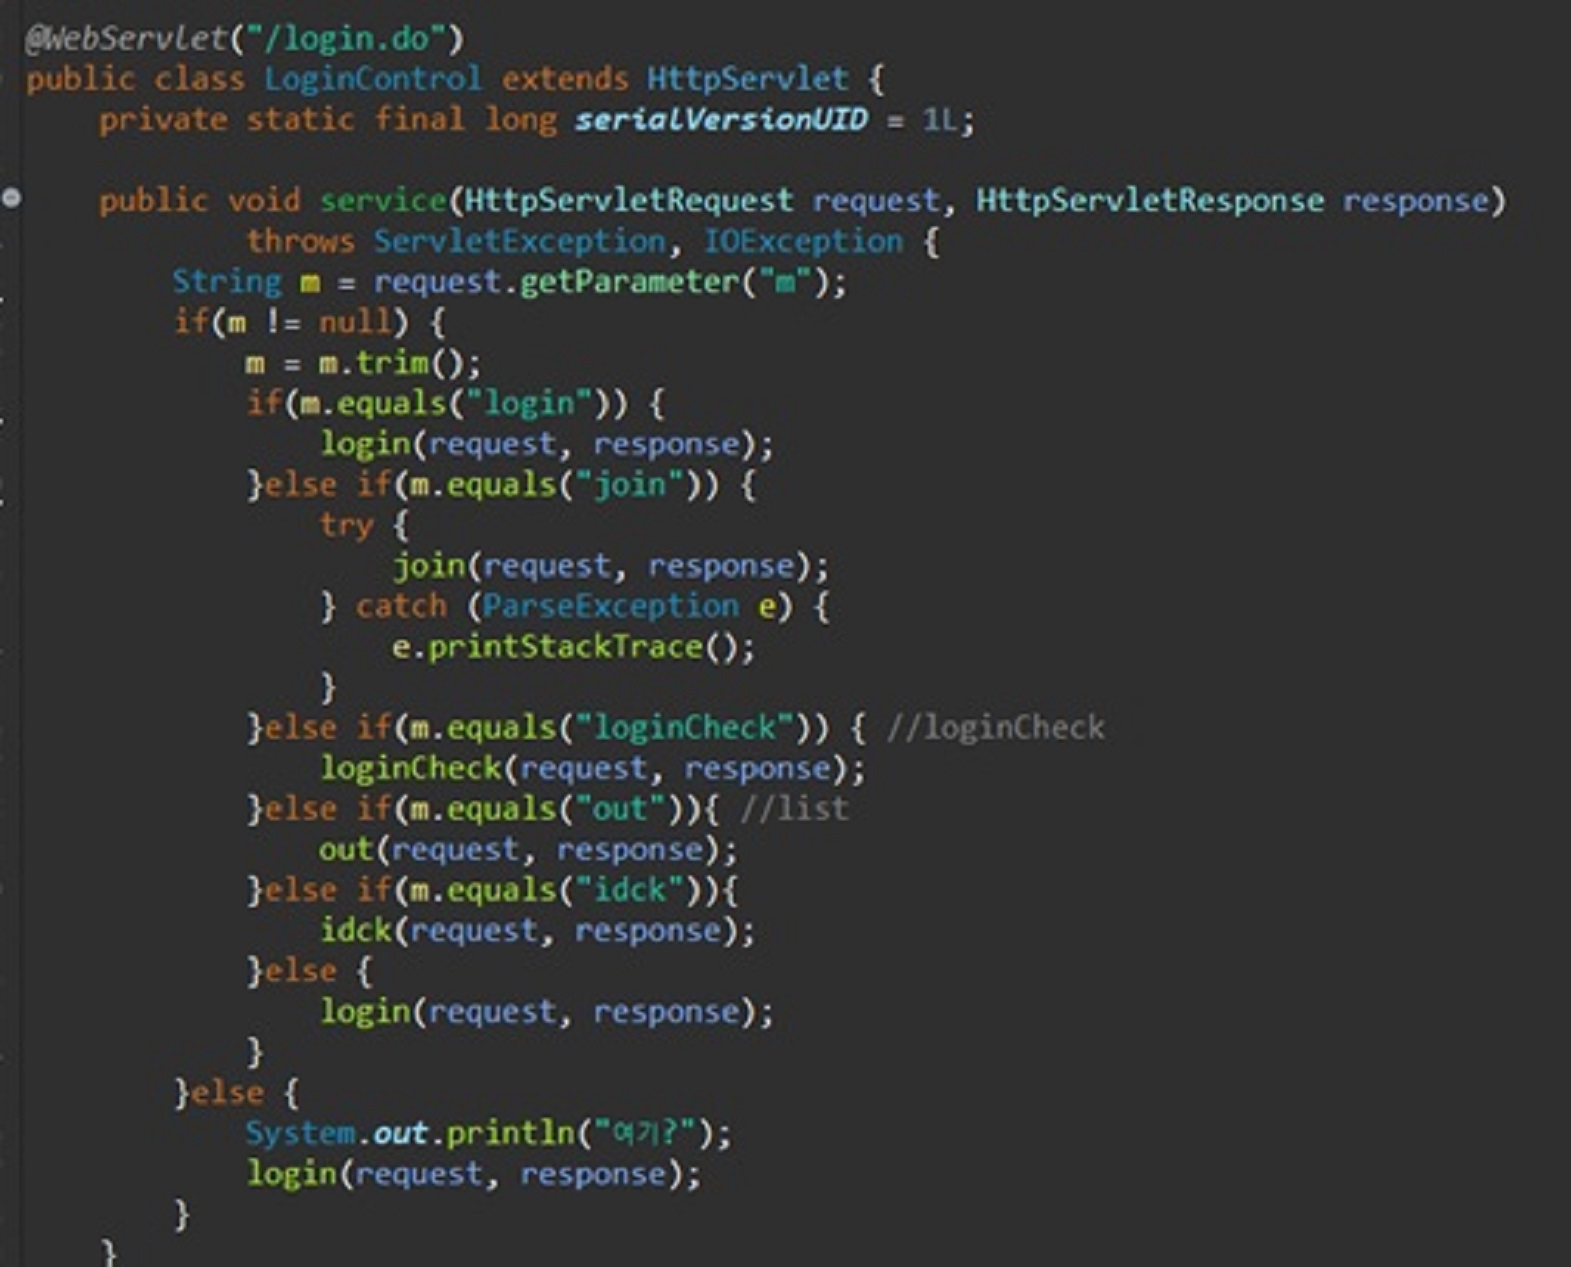 @WebServlet("/login.do")
public class LoginControl extends HttpServlet {
    private static final long serialVersionUID = 1L;

    public void service(HttpServletRequest request, HttpServletResponse response)
            throws ServletException, IOException {
        String m = request.getParameter("m");
        if(m != null) {
            m = m.trim();
            if(m.equals("login")) {
                login(request, response);
            }else if(m.equals("join")) {
                try {
                    join(request, response);
                } catch (ParseException e) {
                    e.printStackTrace();
                }
            }else if(m.equals("loginCheck")) { //loginCheck
                loginCheck(request, response);
            }else if(m.equals("out")){ //list
                out(request, response);
            }else if(m.equals("idck")){
                idck(request, response);
            }else {
                login(request, response);
            }
        }else {
            System.out.println("여기?");
            login(request, response);
        }
    }